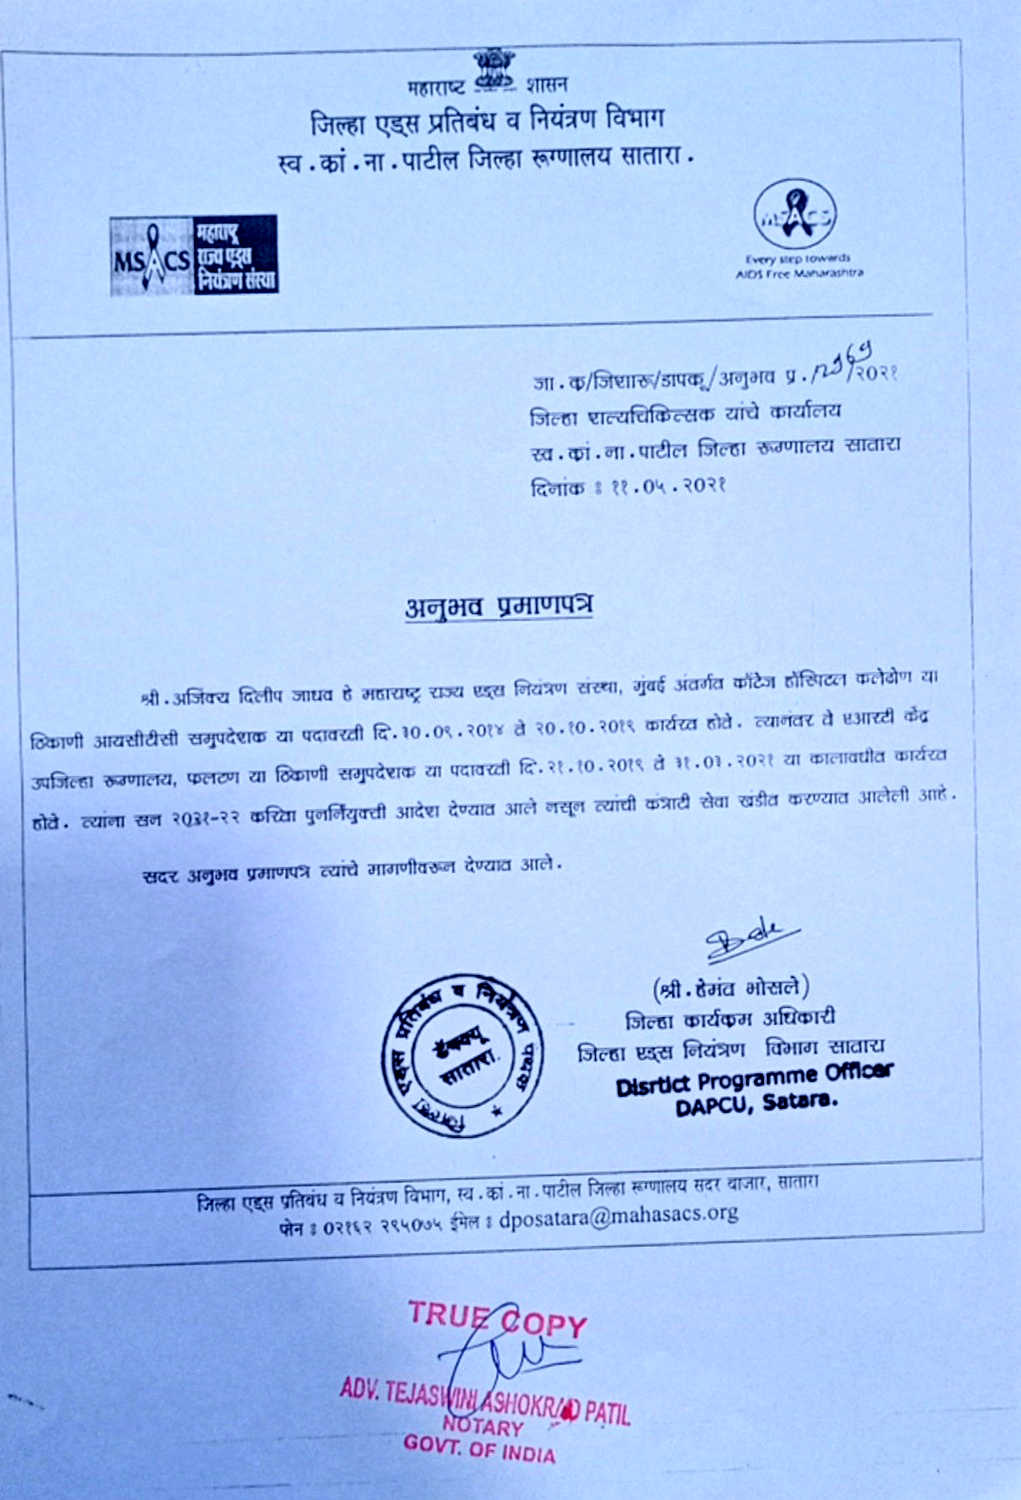 महाराष्ट शासन
जिल्हा एड्स प्रतिबंध व नियंत्रण विभाग
स्व.कां.ना.पाटील जिल्हा रूग्णालय सातारा.
MSACS
महाराष्ट्र
राज्य एड्स
नियंत्रण संस्था
MSACS
Every step towards
AIDS Free Maharashtra
जा.क/जिशारू/डापकू/अनुभव प्र. /२०२१
जिल्हा शल्यचिकित्सक यांचे कार्यालय
स्व.कां.ना.पाटील जिल्हा रूग्णालय सातारा
दिनांक : ११.०५.२०२१
अनुभव प्रमाणपत्र
श्री.अजिंक्य दिलीप जाधव हे महाराष्ट्र राज्य एड्स नियंत्रण संस्था, मुंबई अंतर्गत कॉटेज हॉस्पिटल कलेढोण या
ठिकाणी आयसीटीसी समुपदेशक या पदावरती दि.३०.०९.२०१४ ते २०.१०.२०१९ कार्यरत होते. त्यानंतर ते एआरटी केंद्र
उपजिल्हा रूग्णालय, फलटण या ठिकाणी समुपदेशक या पदावरती दि.२१.१०.२०१९ ते ३१.०३.२०२१ या कालावधीत कार्यरत
होते. त्यांना सन २०२१-२२ करिता पुनर्नियुक्ती आदेश देण्यात आले नसून त्यांची कंत्राटी सेवा खंडीत करण्यात आलेली आहे.
सदर अनुभव प्रमाणपत्र त्यांचे मागणीवरून देण्यात आले.
(श्री.हेमंत भोसले)
जिल्हा कार्यक्रम अधिकारी
जिल्हा एड्स नियंत्रण विभाग सातारा
Disrtict Programme Officer
DAPCU, Satara.
जिल्हा एड्स प्रतिबंध व नियंत्रण पथक
डॅपक्यू
सातारा.
जिल्हा एड्स प्रतिबंध व नियंत्रण विभाग, स्व.कां.ना.पाटील जिल्हा रूग्णालय सदर बाजार, सातारा
फोन : ०२१६२ २९५०७५ ईमेल : dposatara@mahasacs.org
TRUE COPY
ADV. TEJASWINI ASHOKRAO PATIL
NOTARY
GOVT. OF INDIA